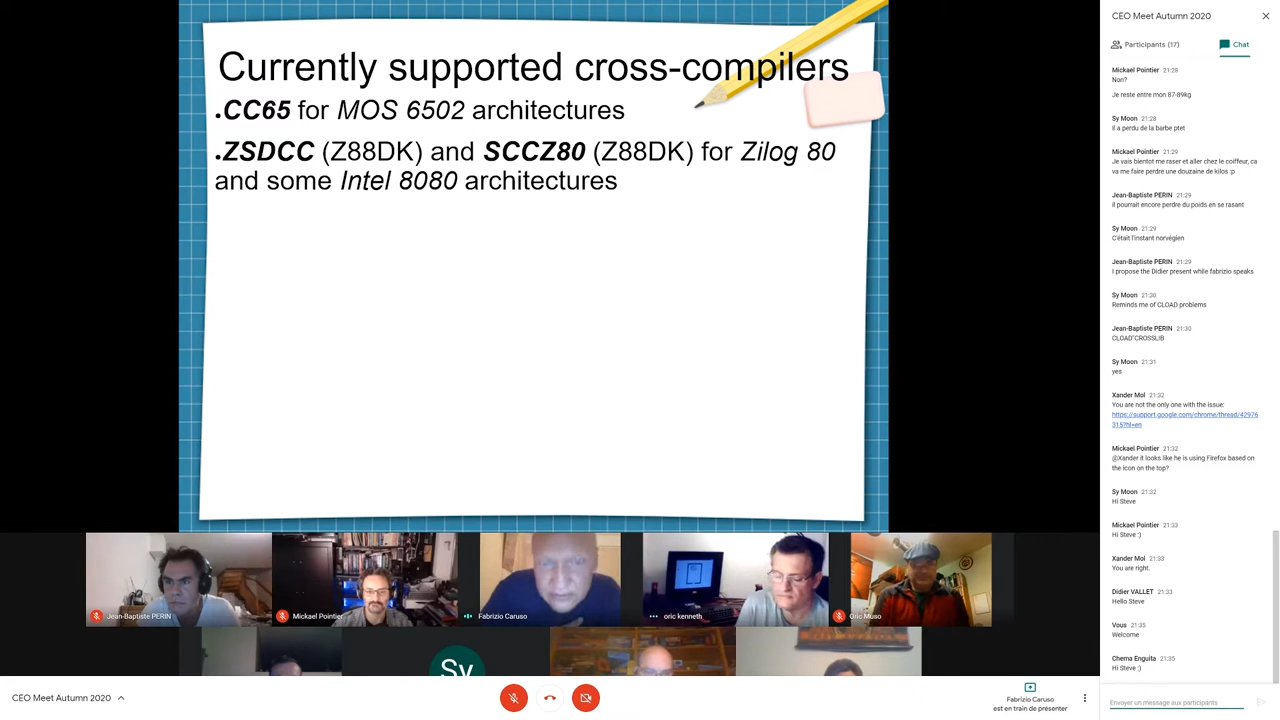 Currently supported cross-compilers
•CC65 for MOS 6502 architectures
•ZSDCC (Z88DK) and SCCZ80 (Z88DK) for Zilog 80
and some Intel 8080 architectures
Jean-Baptiste PERIN
Mickael Pointier
Fabrizio Caruso
oric kenneth
Oric Muso
Sy
CEO Meet Autumn 2020
Fabrizio Caruso
est en train de présenter
CEO Meet Autumn 2020
Participants (17)
Chat
Mickael Pointier 21:28
Non?
Je reste entre mon 87-89kg
Sy Moon 21:28
Il a perdu de la barbe ptet
Mickael Pointier 21:29
Je vais bientot me raser et aller chez le coiffeur, ca
va me faire perdre une douzaine de kilos :p
Jean-Baptiste PERIN 21:29
il pourrait encore perdre du poids en se rasant
Sy Moon 21:29
C'était l'instant norvégien
Jean-Baptiste PERIN 21:29
I propose the Didier present while fabrizio speaks
Sy Moon 21:30
Reminds me of CLOAD problems
Jean-Baptiste PERIN 21:30
CLOAD"CROSSLIB
Sy Moon 21:31
yes
Xander Mol 21:32
You are not the only one with the issue:
https://support.google.com/chrome/thread/42976
315?hl=en
Mickael Pointier 21:32
@Xander it looks like he is using Firefox based on
the icon on the top?
Sy Moon 21:32
Hi Steve
Mickael Pointier 21:33
Hi Steve :)
Xander Mol 21:33
You are right.
Didier VALLET 21:33
Hello Steve
Vous 21:35
Welcome
Chema Enguita 21:35
Hi Steve :)
Envoyer un message aux participants